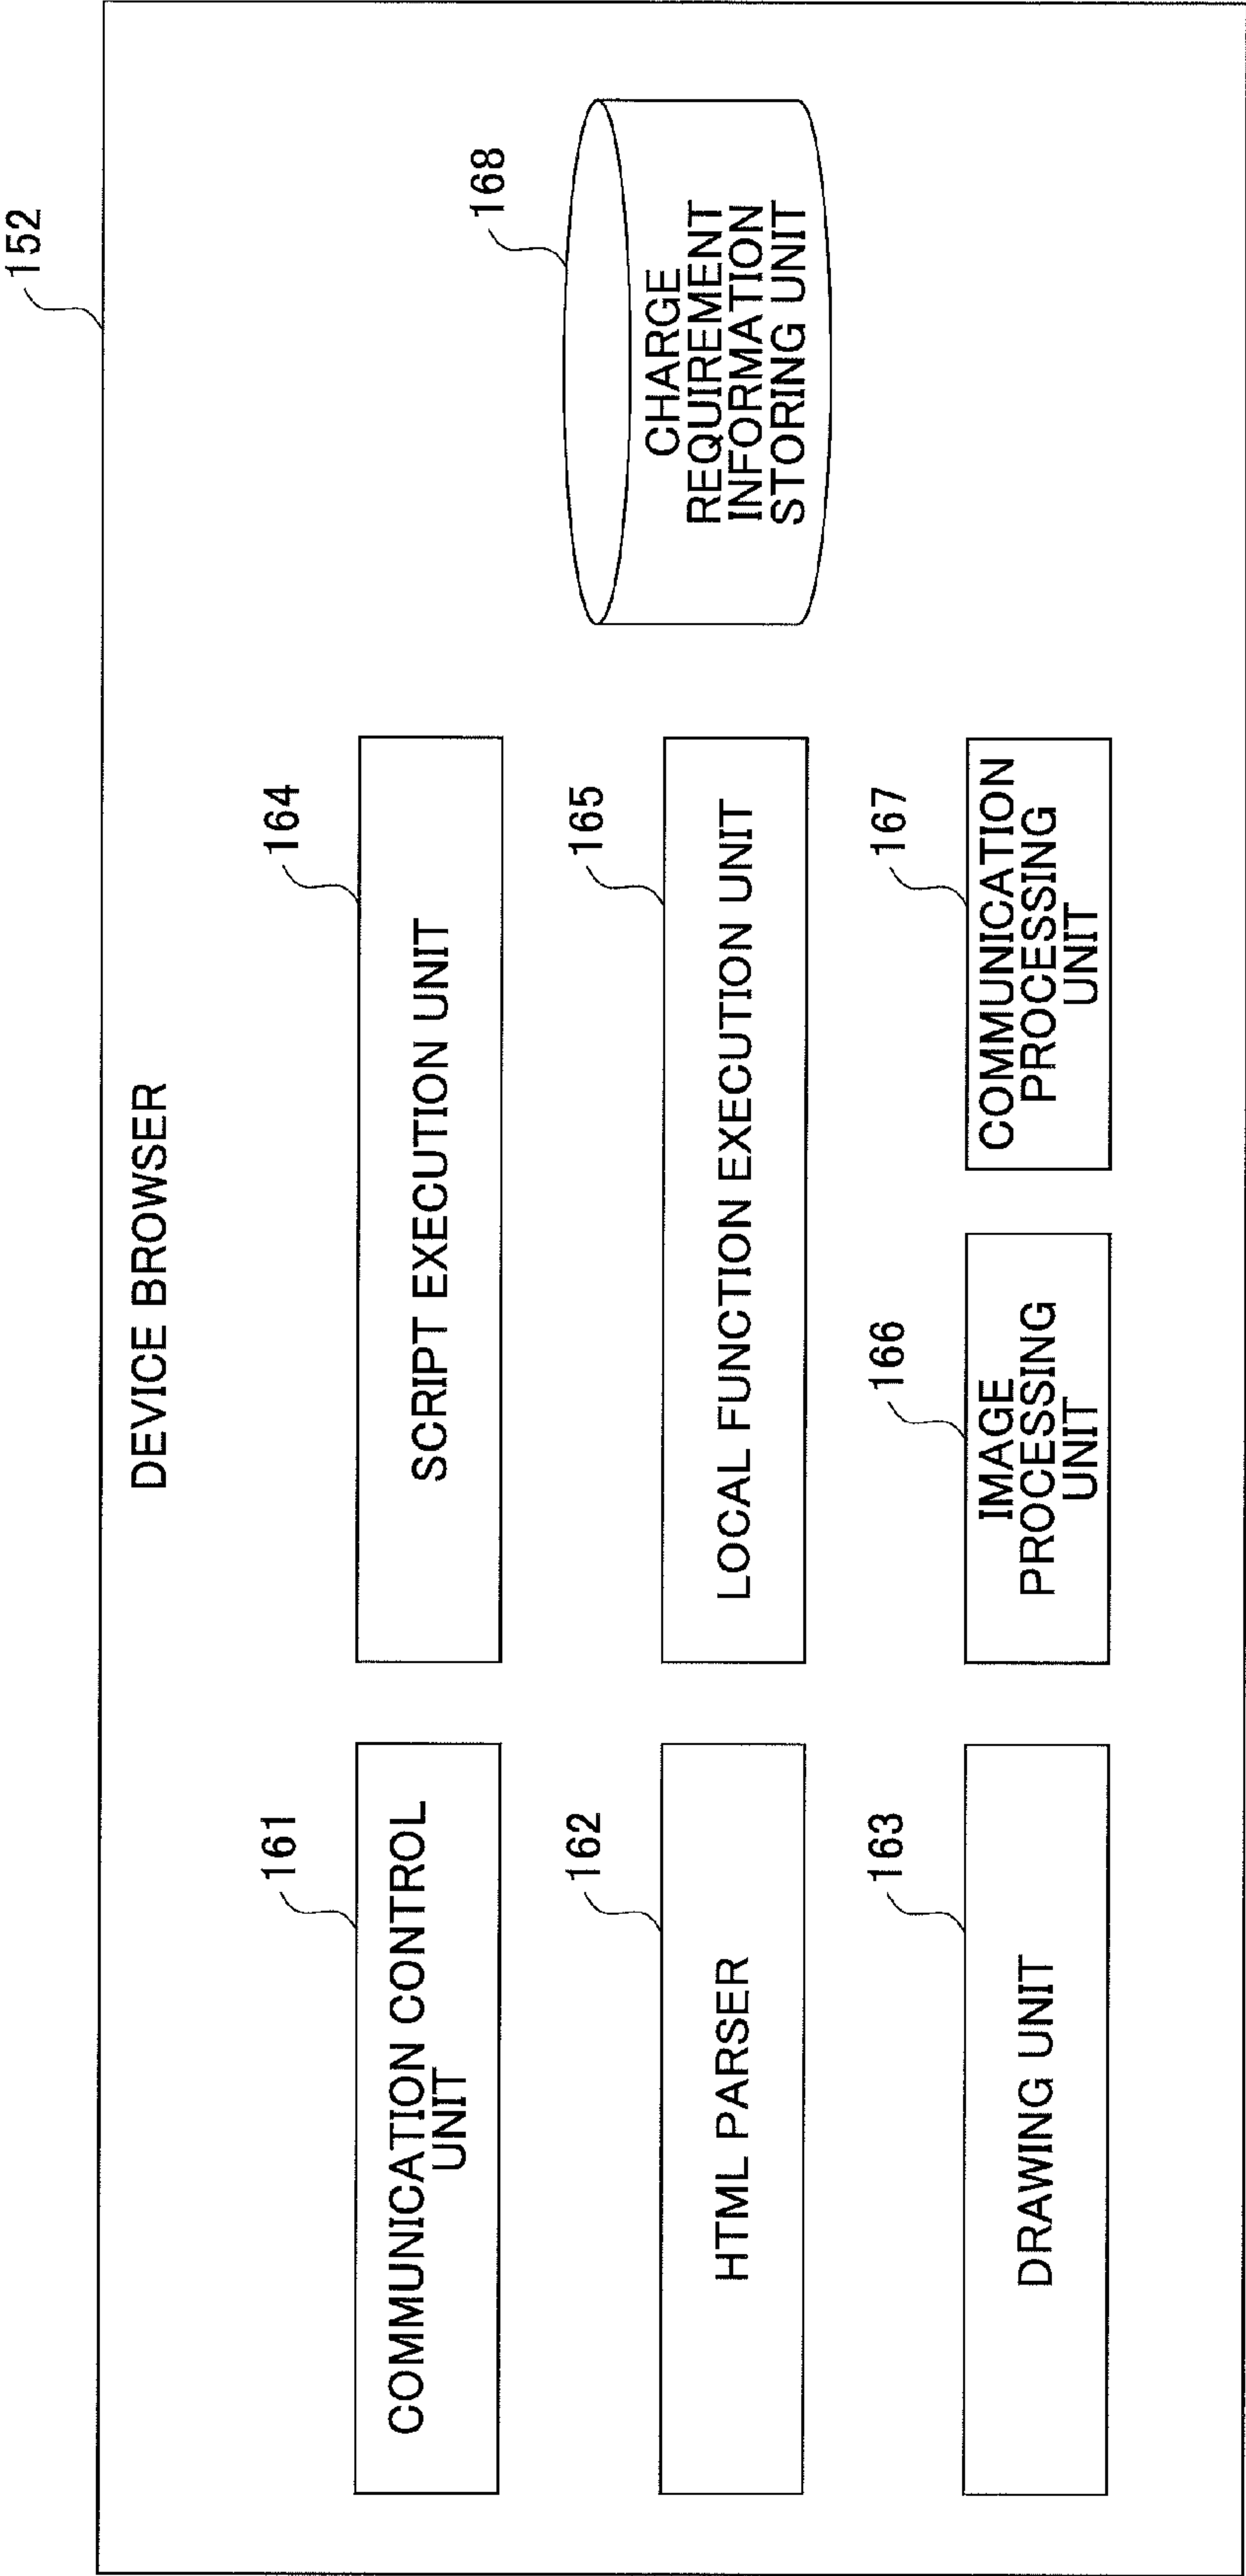 152
DEVICE BROWSER
161
COMMUNICATION CONTROL
UNIT
164
SCRIPT EXECUTION UNIT
168
CHARGE
REQUIREMENT
INFORMATION
STORING UNIT
162
HTML PARSER
165
LOCAL FUNCTION EXECUTION UNIT
163
DRAWING UNIT
166
IMAGE
PROCESSING
UNIT
167
COMMUNICATION
PROCESSING
UNIT